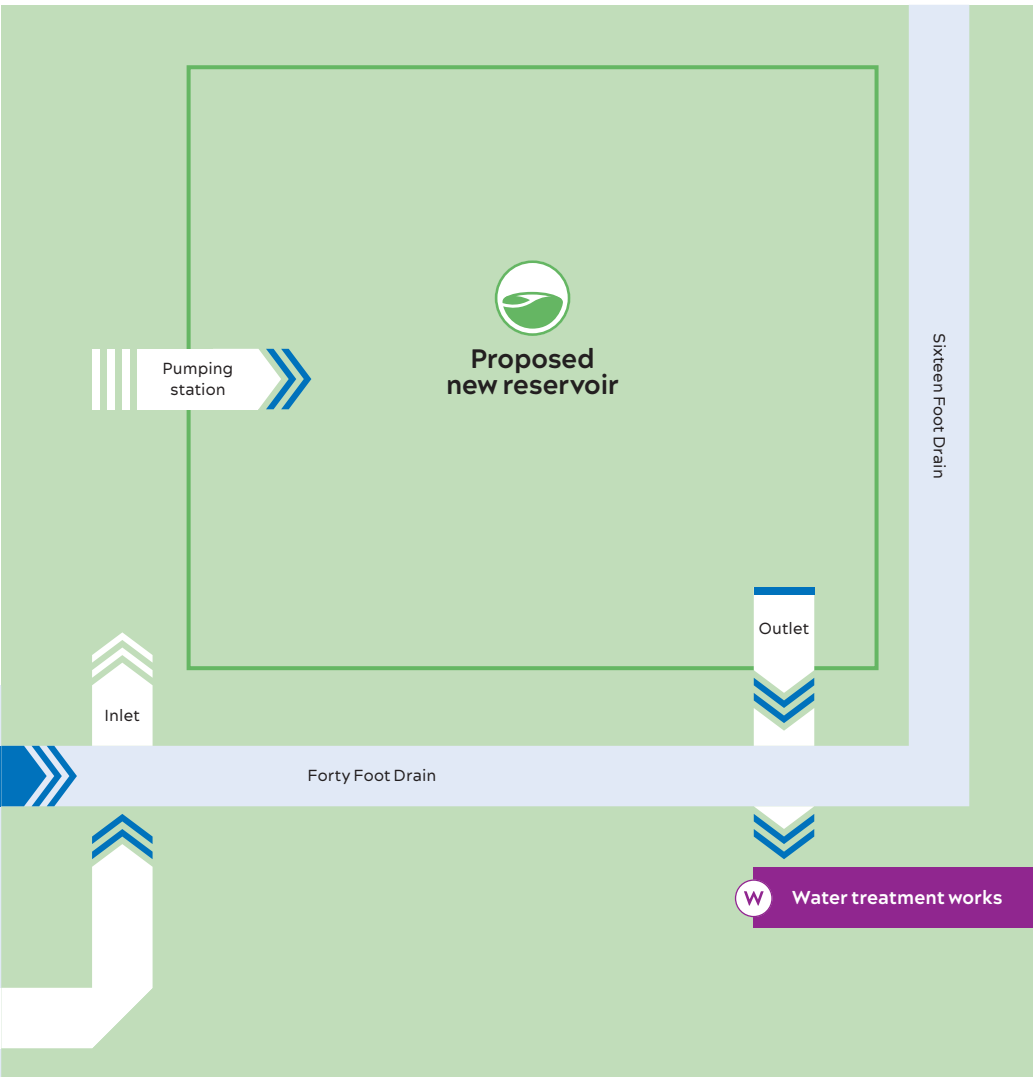 Proposed
new reservoir
Pumping
station
Sixteen Foot Drain
Outlet
Inlet
Forty Foot Drain
W
Water treatment works